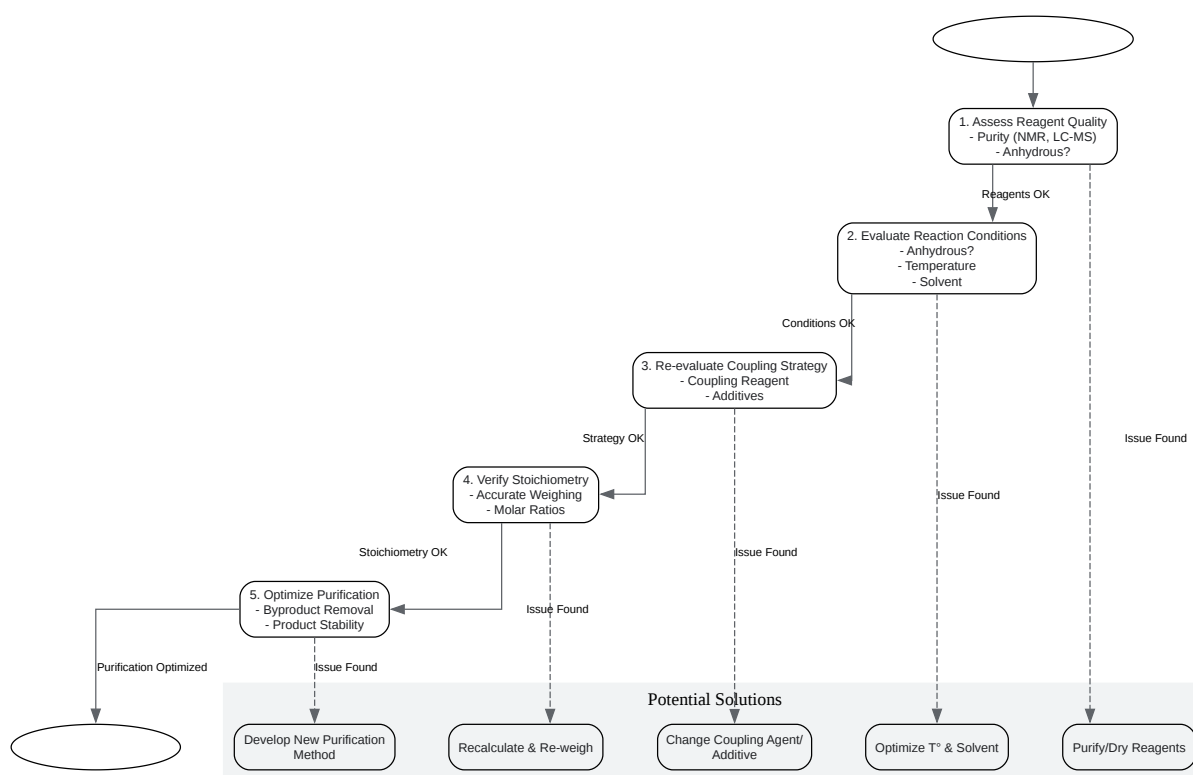 1. Assess Reagent Quality
- Purity (NMR, LC-MS)
- Anhydrous?
Reagents OK
2. Evaluate Reaction Conditions
- Anhydrous?
- Temperature
- Solvent
Conditions OK
3. Re-evaluate Coupling Strategy
- Coupling Reagent
- Additives
Strategy OK
Issue Found
4. Verify Stoichiometry
- Accurate Weighing
- Molar Ratios
Issue Found
Stoichiometry OK
Issue Found
5. Optimize Purification
- Byproduct Removal
- Product Stability
Issue Found
Purification Optimized
Issue Found
Potential Solutions
Develop New Purification
Method
Recalculate & Re-weigh
Change Coupling Agent/
Additive
Optimize T° & Solvent
Purify/Dry Reagents